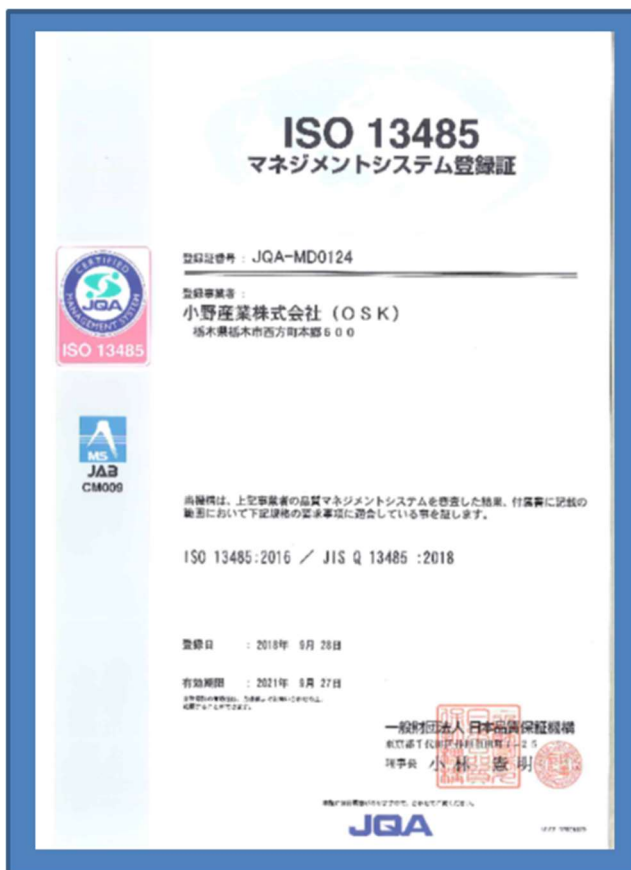 ISO 13485
マネジメントシステム登録証
登録証番号 : JQA-MD0124
登録事業者 :
小野産業株式会社 (OSK)
栃木県栃木市西方町本郷600
CERTIFIED
JQA
MANAGEMENT SYSTEM
ISO 13485
MS
JAB
CM009
当機構は、上記事業者の品質マネジメントシステムを審査した結果、付属書に記載の
範囲において下記規格の要求事項に適合している事を証します。
ISO 13485:2016 / JIS Q 13485 :2018
登録日 : 2018年 9月 28日
有効期限 : 2021年 9月 27日
一般財団法人 日本品質保証機構
理事長 小林 憲明
JQA